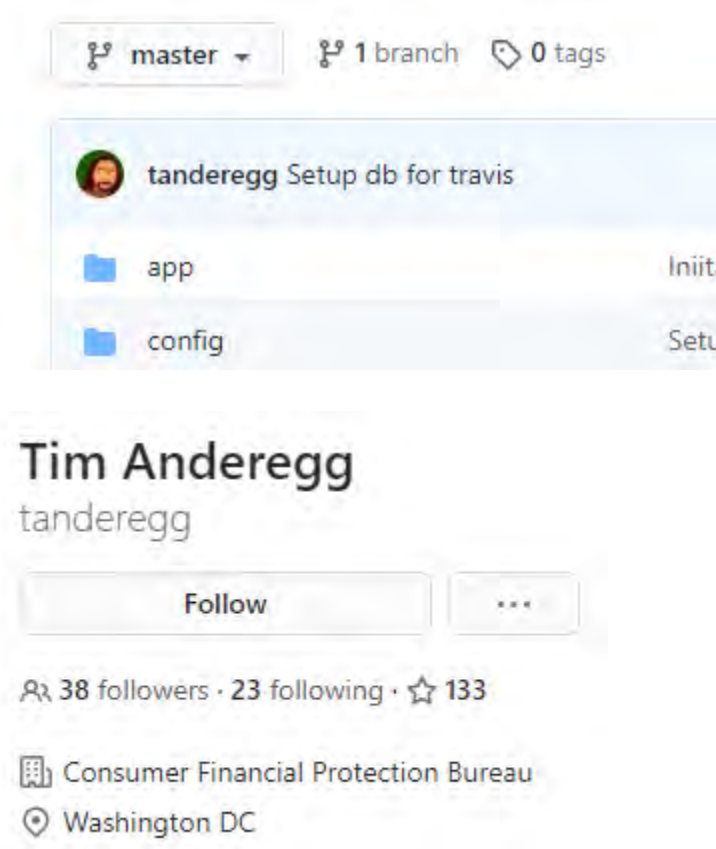 master
1 branch
0 tags
tanderegg Setup db for travis
app
config Setu
Tim Anderegg
tanderegg
Follow
...
38 followers · 23 following · 133
Consumer Financial Protection Bureau
Washington DC